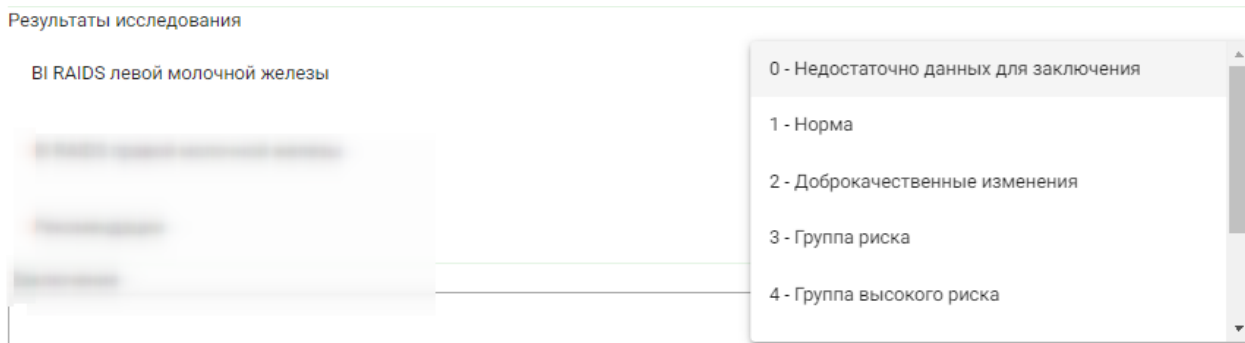 Результаты исследования
BI RAIDS левой молочной железы
0 - Недостаточно данных для заключения
1 - Норма
2 - Доброкачественные изменения
3 - Группа риска
4 - Группа высокого риска